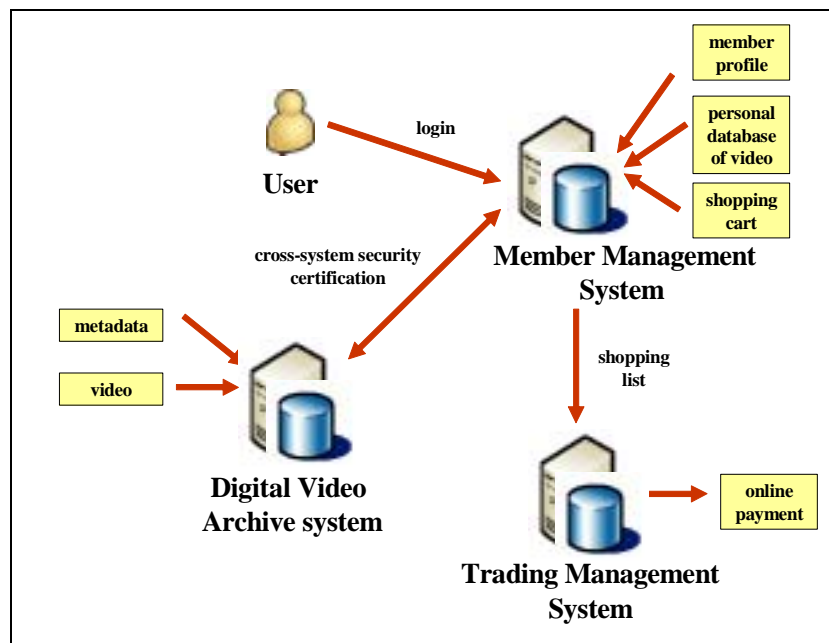 member
profile
personal
database
of video
shopping
cart
login
User
Member Management
System
cross-system security
certification
metadata
video
shopping
list
Digital Video
Archive system
online
payment
Trading Management
System